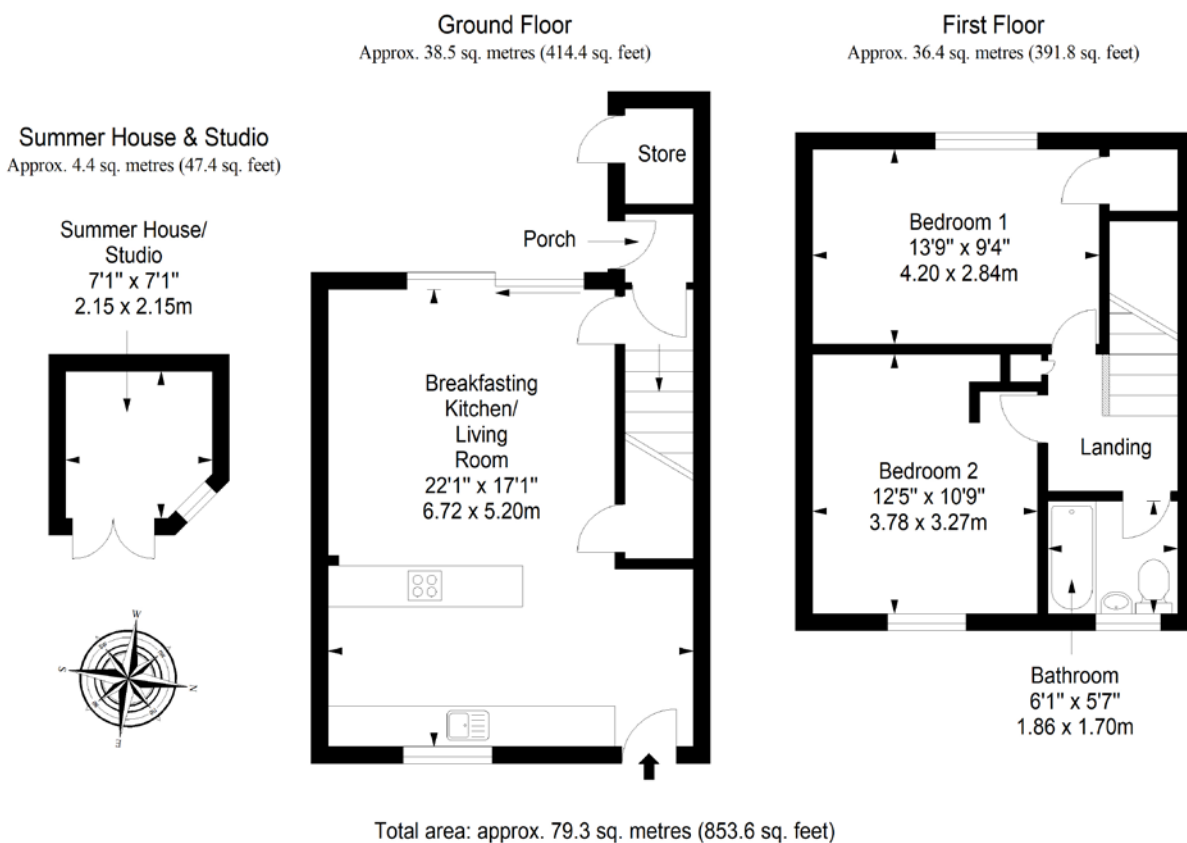 Ground Floor
Approx. 38.5 sq. metres (414.4 sq. feet)
First Floor
Approx. 36.4 sq. metres (391.8 sq. feet)
Summer House & Studio
Approx. 4.4 sq. metres (47.4 sq. feet)
Summer House/
Studio
7'1" x 7'1"
2.15 x 2.15m
Store
Porch
Breakfasting
Kitchen/
Living
Room
22'1" x 17'1"
6.72 x 5.20m
Bedroom 1
13'9" x 9'4"
4.20 x 2.84m
Bedroom 2
12'5" x 10'9"
3.78 x 3.27m
Landing
Bathroom
6'1" x 5'7"
1.86 x 1.70m
W
S
N
E
Total area: approx. 79.3 sq. metres (853.6 sq. feet)